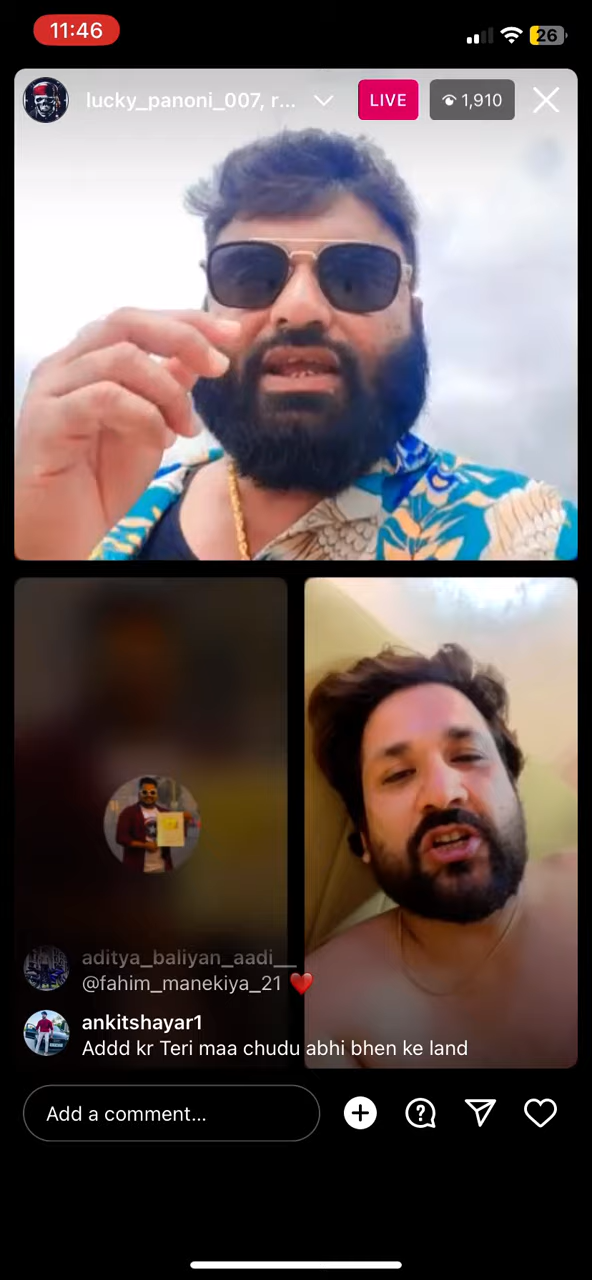 11:46
26
lucky_panoni_007, r...
LIVE
1,910
aditya_baliyan_aadi__
@fahim_manekiya_21 ❤️
ankitshayar1
Addd kr Teri maa chudu abhi bhen ke land
Add a comment...